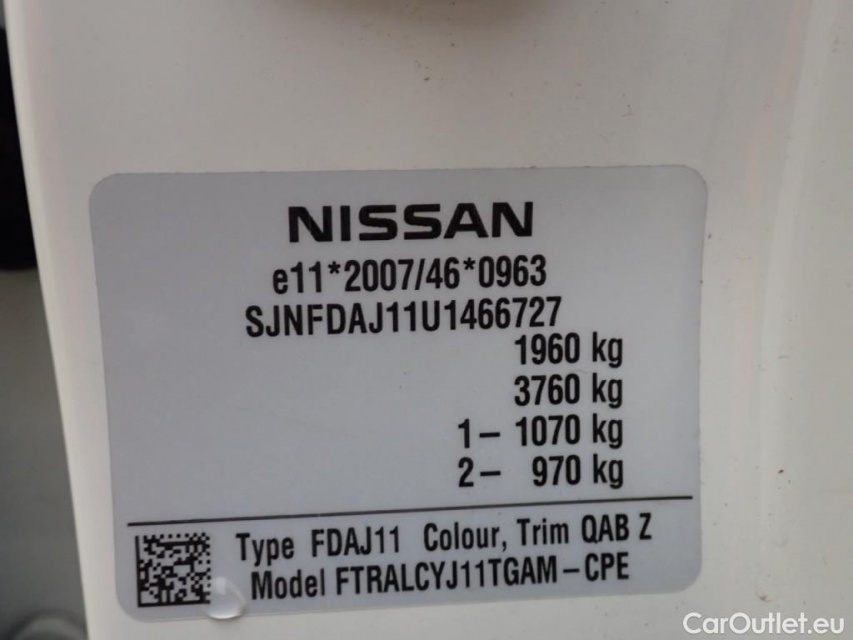 NISSAN
e11*2007/46*0963
SJNFDAJ11U1466727
1960 kg
3760 kg
1– 1070 kg
2– 970 kg
Type FDAJ11 Colour, Trim QAB Z
Model FTRALCYJ11TGAM–CPE
CarOutlet.eu